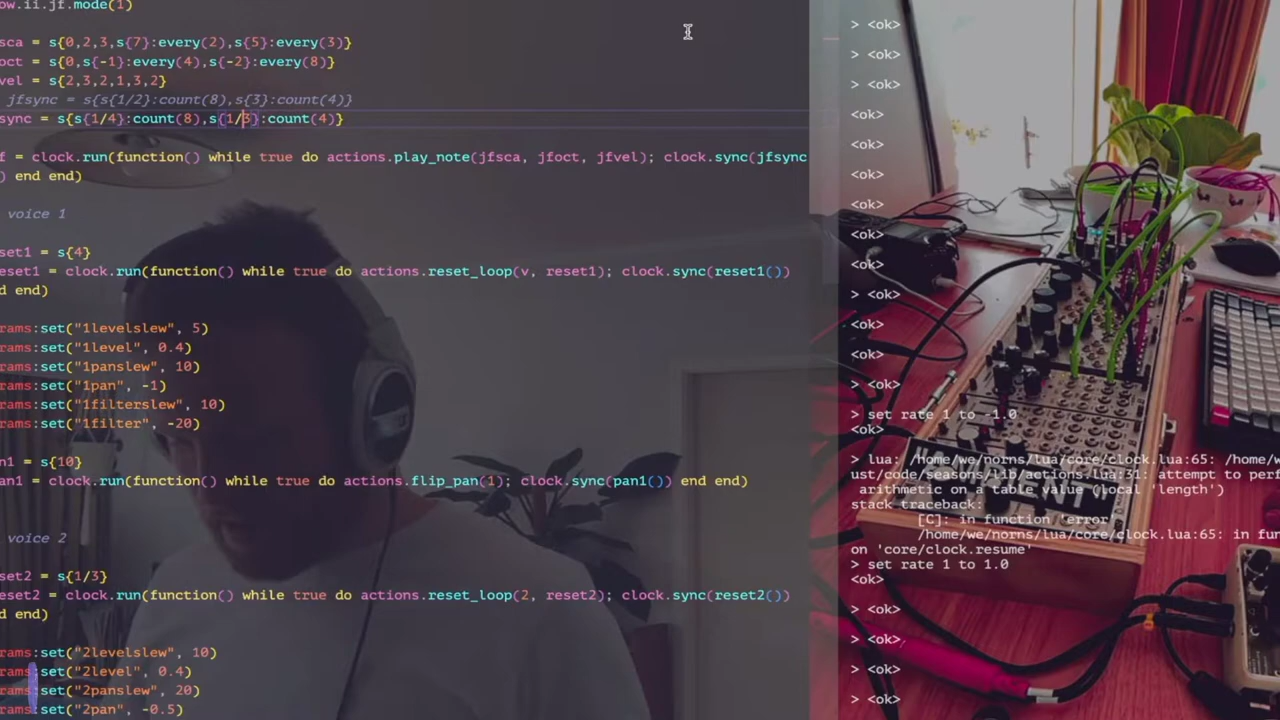 ow.ii.jf.mode(1)
sca = s{0,2,3,s{7}:every(2),s{5}:every(3)}
oct = s{0,s{-1}:every(4),s{-2}:every(8)}
vel = s{2,3,2,1,3,2}
jfsync = s{s{1/2}:count(8),s{3}:count(4)}
sync = s{s{1/4}:count(8),s{1/3}:count(4)}
f = clock.run(function() while true do actions.play_note(jfsca, jfoct, jfvel); clock.sync(jfsync
) end end)
voice 1
set1 = s{4}
eset1 = clock.run(function() while true do actions.reset_loop(v, reset1); clock.sync(reset1())
d end)
rams:set("1levelslew", 5)
rams:set("1level", 0.4)
rams:set("1panslew", 10)
rams:set("1pan", -1)
rams:set("1filterslew", 10)
rams:set("1filter", -20)
n1 = s{10}
an1 = clock.run(function() while true do actions.flip_pan(1); clock.sync(pan1()) end end)
voice 2
set2 = s{1/3}
eset2 = clock.run(function() while true do actions.reset_loop(2, reset2); clock.sync(reset2())
d end)
rams:set("2levelslew", 10)
rams:set("2level", 0.4)
rams:set("2panslew", 20)
rams:set("2pan", -0.5)
> <ok>
> <ok>
> <ok>
<ok>
<ok>
<ok>
<ok>
<ok>
<ok>
> <ok>
<ok>
<ok>
> <ok>
> set rate 1 to -1.0
<ok>
> lua: /home/we/norns/lua/core/clock.lua:65: /home/w
ust/code/seasons/lib/actions.lua:31: attempt to perf
arithmetic on a table value (local 'length')
stack traceback:
[C]: in function 'error'
/home/we/norns/lua/core/clock.lua:65: in fun
on 'core/clock.resume'
> set rate 1 to 1.0
<ok>
> <ok>
> <ok>
> <ok>
> <ok>